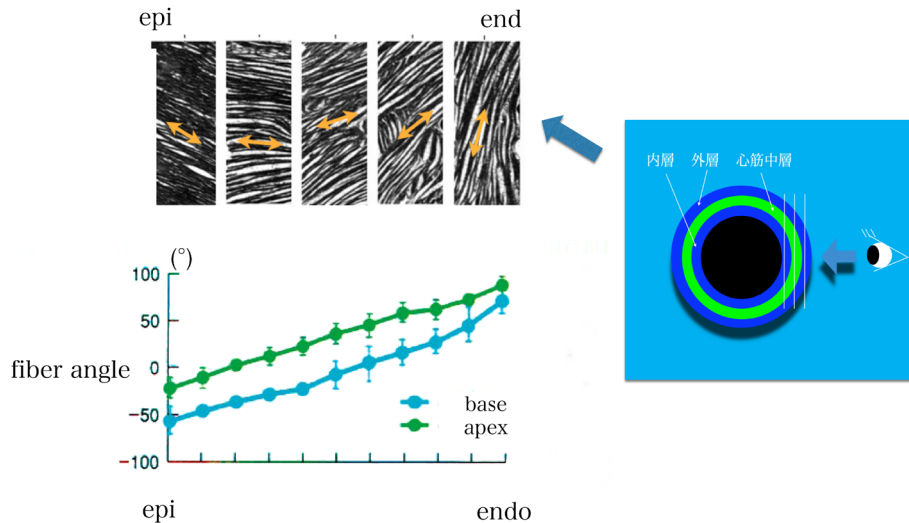 epi
end
内層
外層
心筋中層
(°)
100
50
0
-50
-100
fiber angle
base
apex
epi
endo